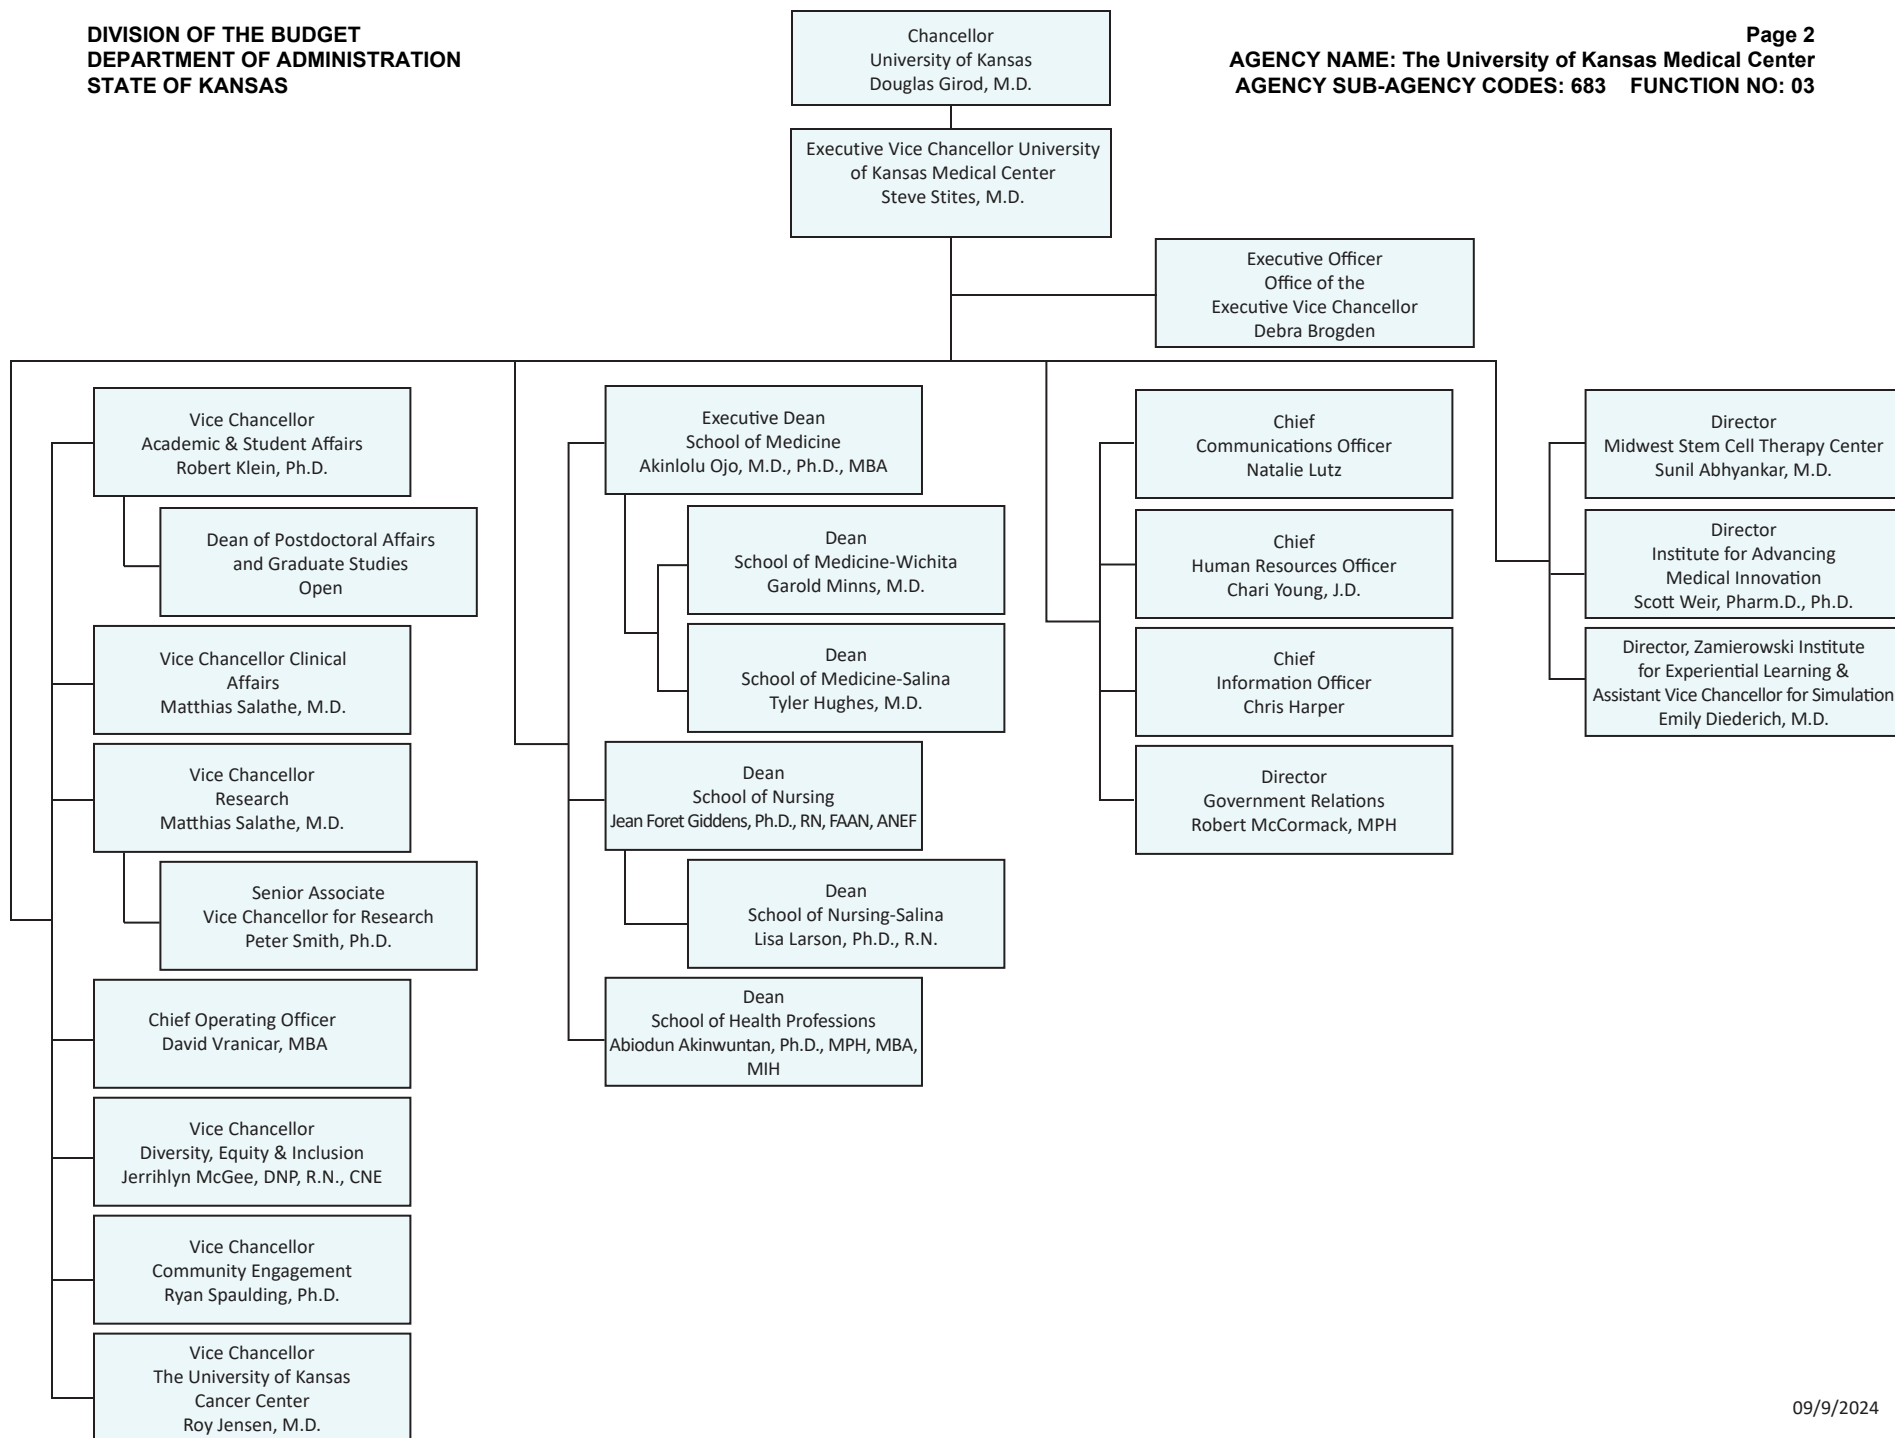 DIVISION OF THE BUDGET
DEPARTMENT OF ADMINISTRATION
STATE OF KANSAS
Page 2
AGENCY NAME: The University of Kansas Medical Center
AGENCY SUB-AGENCY CODES: 683 FUNCTION NO: 03
Chancellor
University of Kansas
Douglas Girod, M.D.
Executive Vice Chancellor University
of Kansas Medical Center
Steve Stites, M.D.
Executive Officer
Office of the
Executive Vice Chancellor
Debra Brogden
Vice Chancellor
Academic & Student Affairs
Robert Klein, Ph.D.
Dean of Postdoctoral Affairs
and Graduate Studies
Open
Vice Chancellor Clinical
Affairs
Matthias Salathe, M.D.
Vice Chancellor
Research
Matthias Salathe, M.D.
Senior Associate
Vice Chancellor for Research
Peter Smith, Ph.D.
Chief Operating Officer
David Vranicar, MBA
Vice Chancellor
Diversity, Equity & Inclusion
Jerrihlyn McGee, DNP, R.N., CNE
Vice Chancellor
Community Engagement
Ryan Spaulding, Ph.D.
Vice Chancellor
The University of Kansas
Cancer Center
Roy Jensen, M.D.
Executive Dean
School of Medicine
Akinlolu Ojo, M.D., Ph.D., MBA
Dean
School of Medicine-Wichita
Garold Minns, M.D.
Dean
School of Medicine-Salina
Tyler Hughes, M.D.
Dean
School of Nursing
Jean Foret Giddens, Ph.D., RN, FAAN, ANEF
Dean
School of Nursing-Salina
Lisa Larson, Ph.D., R.N.
Dean
School of Health Professions
Abiodun Akinwuntan, Ph.D., MPH, MBA,
MIH
Chief
Communications Officer
Natalie Lutz
Chief
Human Resources Officer
Chari Young, J.D.
Chief
Information Officer
Chris Harper
Director
Government Relations
Robert McCormack, MPH
Director
Midwest Stem Cell Therapy Center
Sunil Abhyankar, M.D.
Director
Institute for Advancing
Medical Innovation
Scott Weir, Pharm.D., Ph.D.
Director, Zamierowski Institute
for Experiential Learning &
Assistant Vice Chancellor for Simulation
Emily Diederich, M.D.
09/9/2024